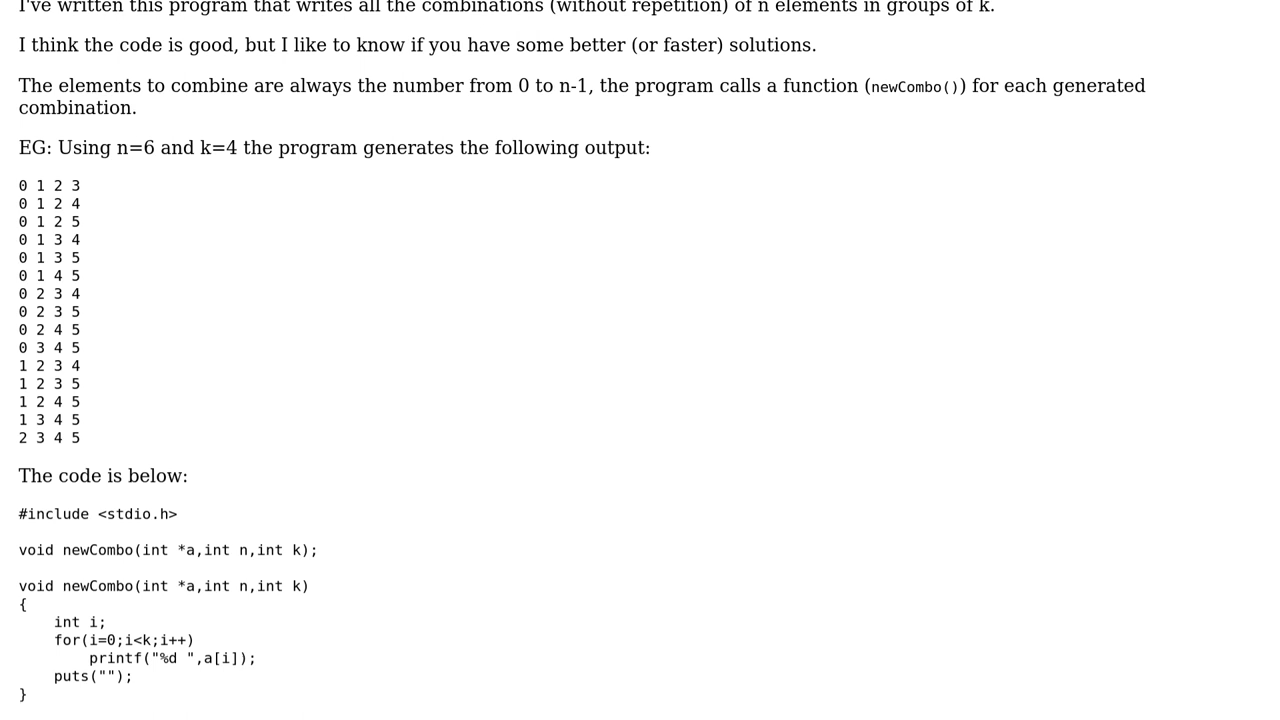 I've written this program that writes all the combinations (without repetition) of n elements in groups of k.
I think the code is good, but I like to know if you have some better (or faster) solutions.
The elements to combine are always the number from 0 to n-1, the program calls a function (newCombo()) for each generated
combination.
EG: Using n=6 and k=4 the program generates the following output:
0 1 2 3
0 1 2 4
0 1 2 5
0 1 3 4
0 1 3 5
0 1 4 5
0 2 3 4
0 2 3 5
0 2 4 5
0 3 4 5
1 2 3 4
1 2 3 5
1 2 4 5
1 3 4 5
2 3 4 5
The code is below:
#include <stdio.h>
void newCombo(int *a,int n,int k);
void newCombo(int *a,int n,int k)
{
    int i;
    for(i=0;i<k;i++)
        printf("%d ",a[i]);
    puts("");
}